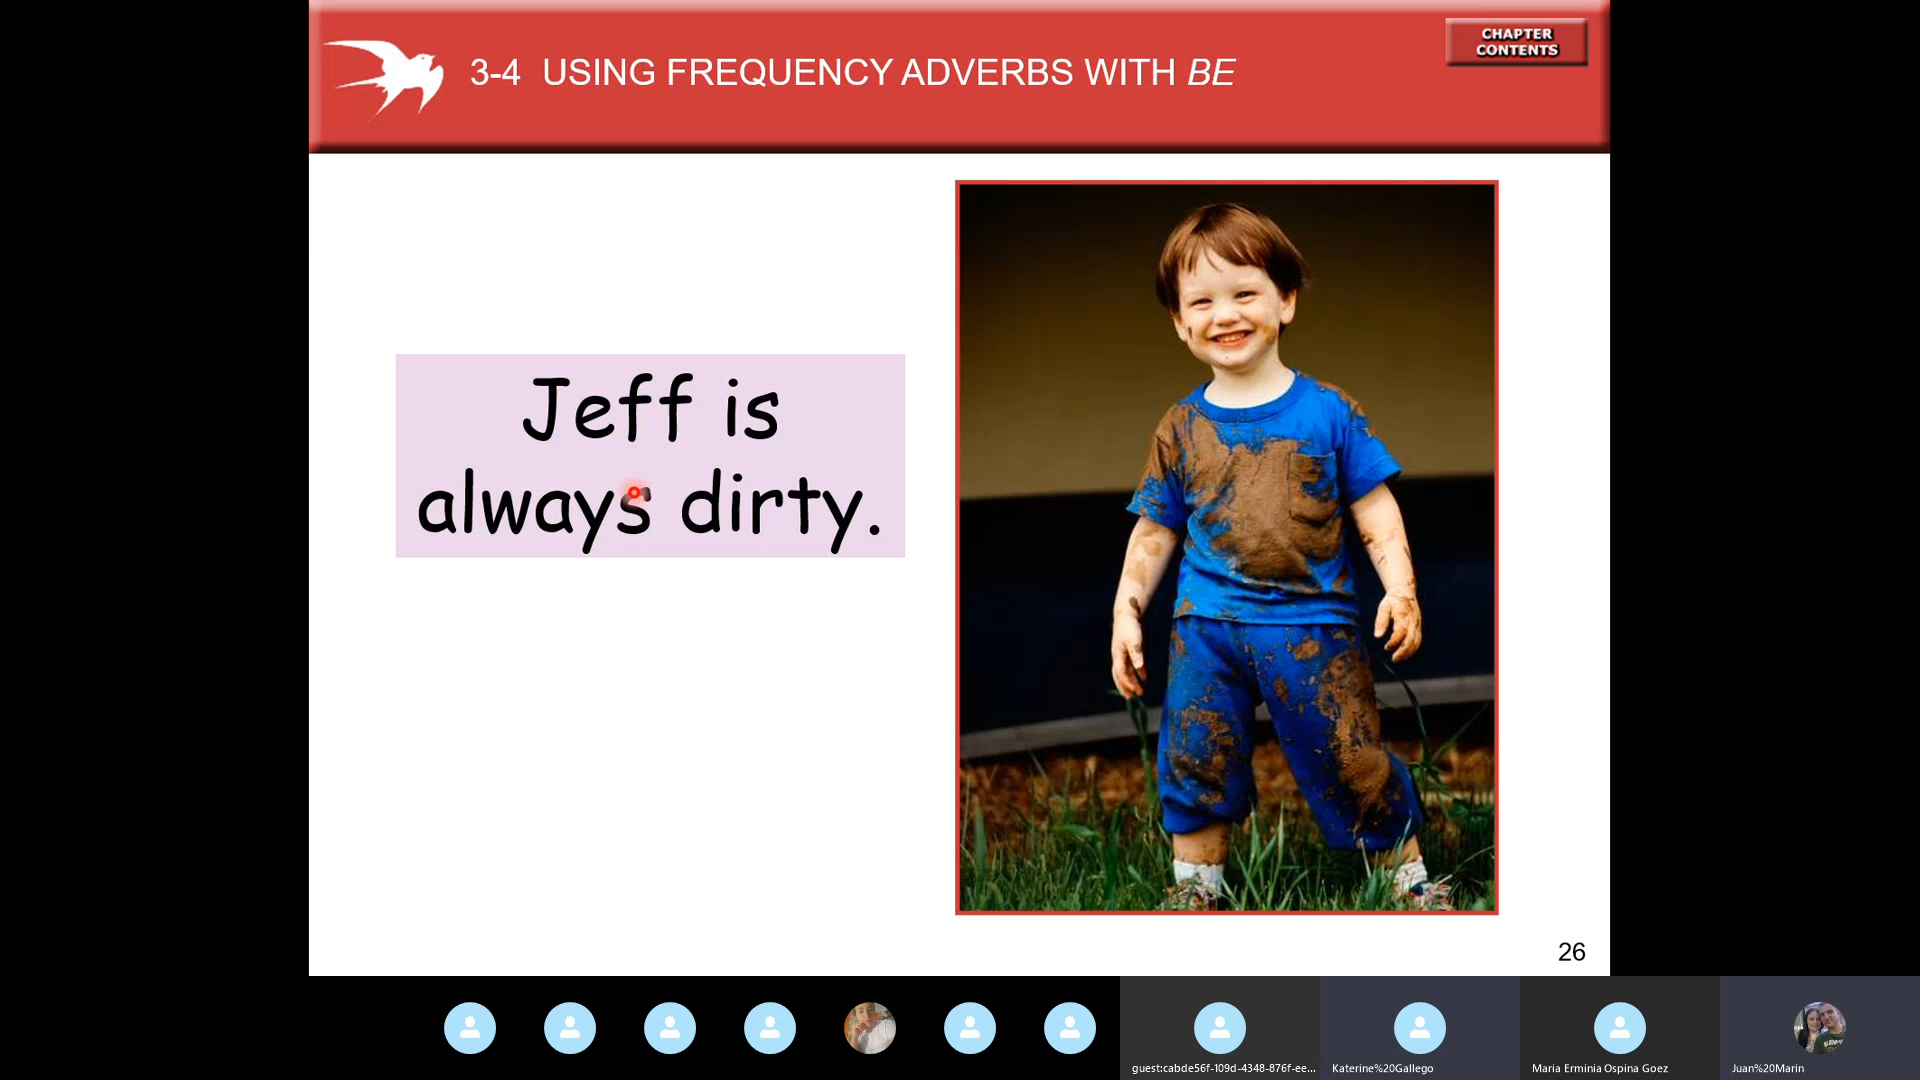 3-4 USING FREQUENCY ADVERBS WITH BE
CHAPTER
CONTENTS
Jeff is
always dirty.
26
guest:cabde56f-109d-4348-876f-ee...
Katerine%20Gallego
Maria Erminia Ospina Goez
Juan%20Marin